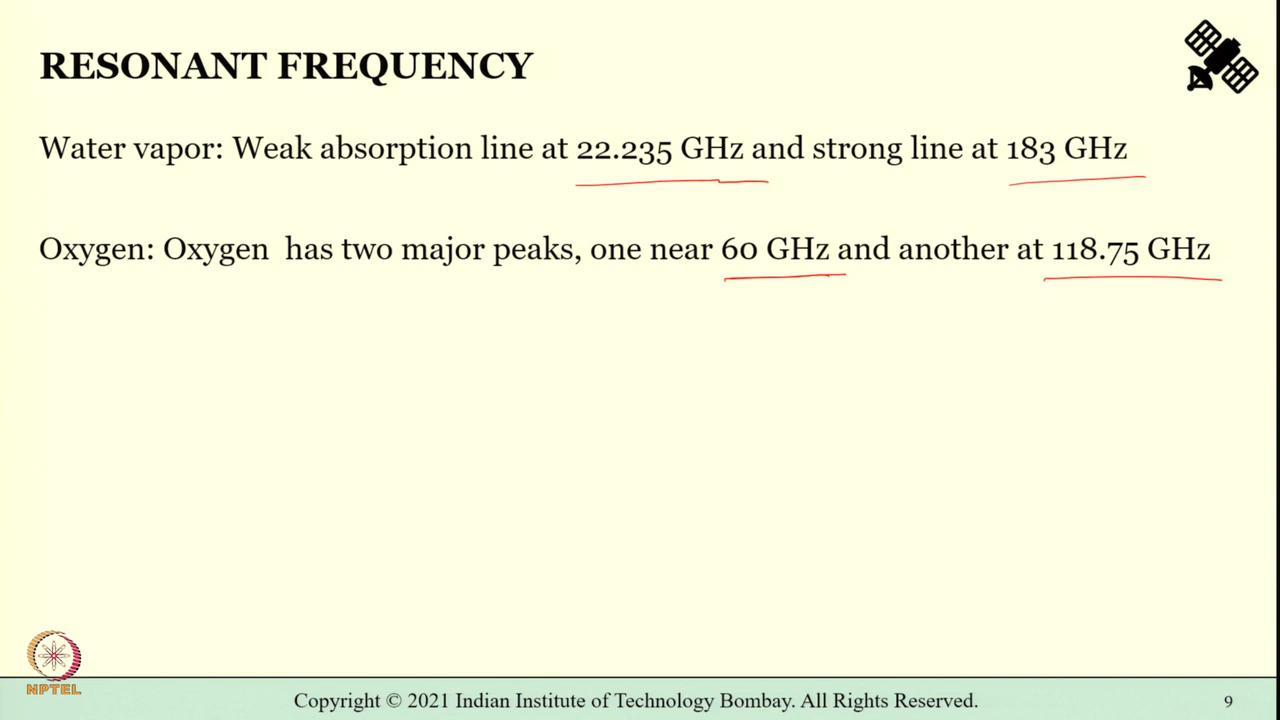 RESONANT FREQUENCY
Water vapor: Weak absorption line at 22.235 GHz and strong line at 183 GHz
Oxygen: Oxygen has two major peaks, one near 60 GHz and another at 118.75 GHz
NPTEL
Copyright © 2021 Indian Institute of Technology Bombay. All Rights Reserved.
9